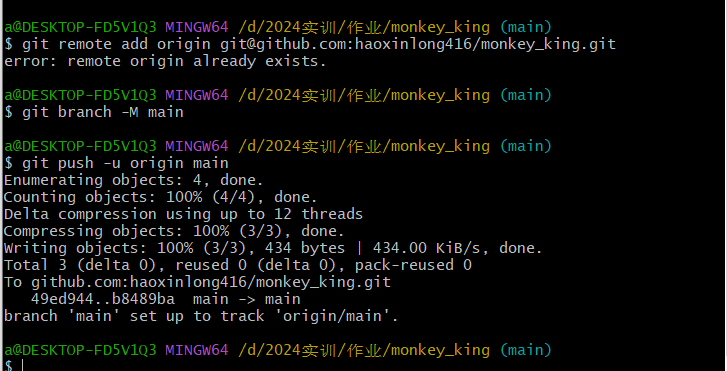 a@DESKTOP-FD5V1Q3 MINGW64 /d/2024实训/作业/monkey_king (main)
$ git remote add origin git@github.com:haoxinlong416/monkey_king.git
error: remote origin already exists.
a@DESKTOP-FD5V1Q3 MINGW64 /d/2024实训/作业/monkey_king (main)
$ git branch -M main
a@DESKTOP-FD5V1Q3 MINGW64 /d/2024实训/作业/monkey_king (main)
$ git push -u origin main
Enumerating objects: 4, done.
Counting objects: 100% (4/4), done.
Delta compression using up to 12 threads
Compressing objects: 100% (3/3), done.
Writing objects: 100% (3/3), 434 bytes | 434.00 KiB/s, done.
Total 3 (delta 0), reused 0 (delta 0), pack-reused 0
To github.com:haoxinlong416/monkey_king.git
   49ed944..b8489ba  main -> main
branch 'main' set up to track 'origin/main'.
a@DESKTOP-FD5V1Q3 MINGW64 /d/2024实训/作业/monkey_king (main)
$